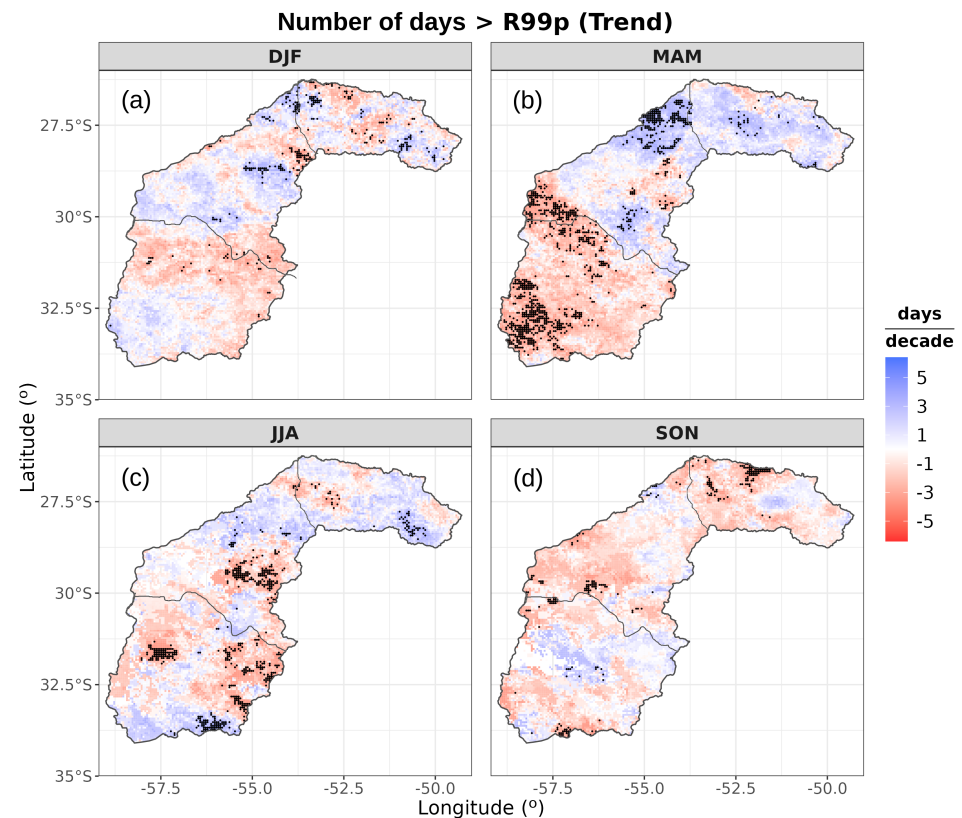 Number of days > R99p (Trend)
DJF
MAM
(a)
(b)
27.5°S
30°S
32.5°S
35°S
days
decade
5
3
1
-1
-3
-5
Latitude (º)
JJA
SON
(c)
(d)
27.5°S
30°S
32.5°S
35°S
-57.5 -55.0 -52.5 -50.0
-57.5 -55.0 -52.5 -50.0
Longitude (º)